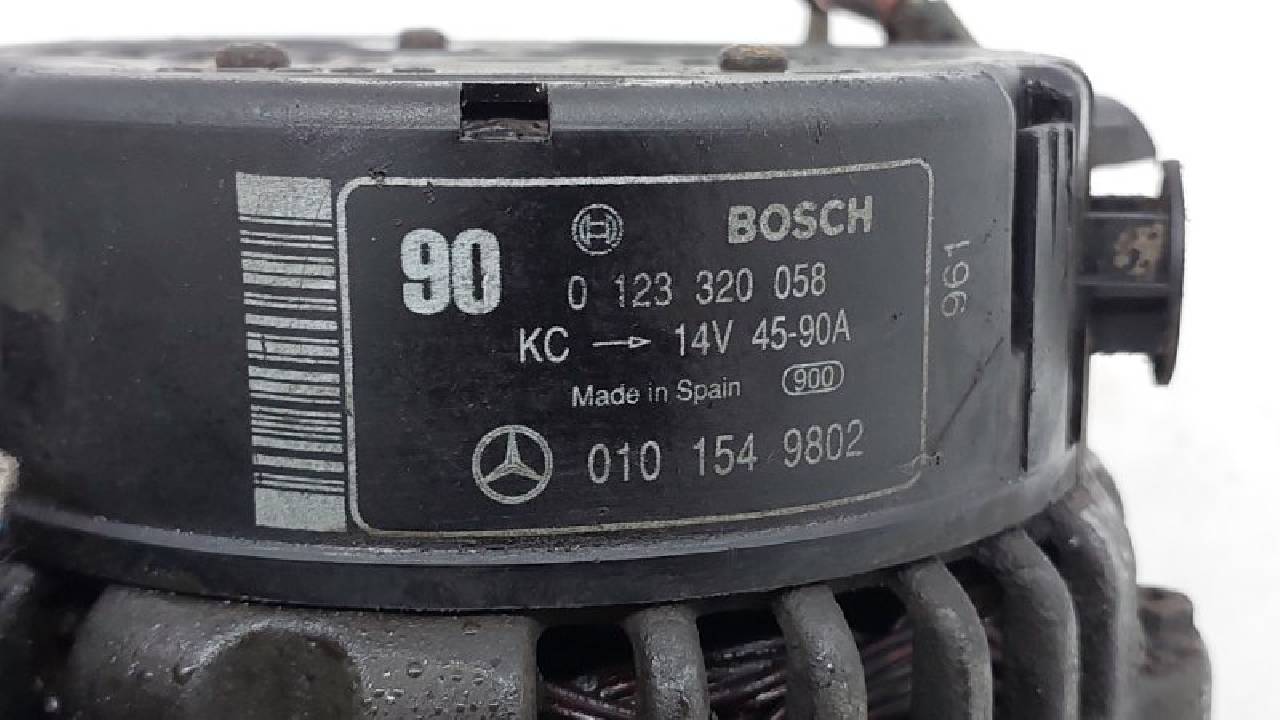 BOSCH
90
0 123 320 058
KC → 14V 45-90A
Made in Spain 900
010 154 9802
961